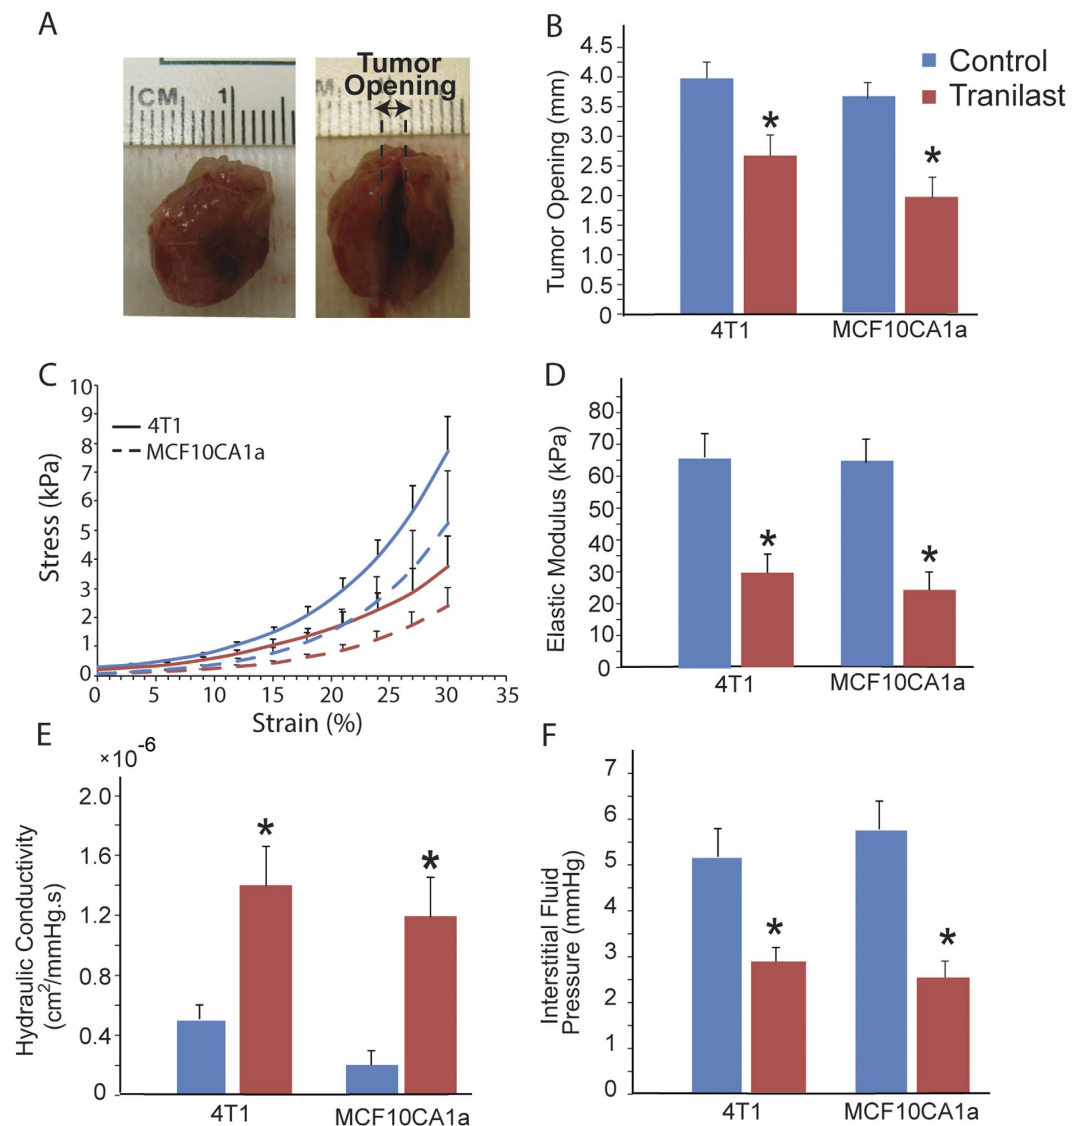 A
CM 1
M
Tumor
Opening
B
Tumor Opening (mm)
4.5
4.0
3.5
3.0
2.5
2.0
1.5
1.0
0.5
0
Control
Tranilast
*
*
4T1
MCF10CA1a
C
Stress (kPa)
10
9
8
7
6
5
4
3
2
1
0
4T1
MCF10CA1a
0 5 10 15 20 25 30 35
Strain (%)
D
Elastic Modulus (kPa)
80
70
60
50
40
30
20
10
0
*
*
4T1
MCF10CA1a
E
×10-6
Hydraulic Conductivity
(cm2/mmHg.s)
2.0
1.6
1.2
0.8
0.4
0
*
*
4T1
MCF10CA1a
F
Interstitial Fluid
Pressure (mmHg)
7
6
5
4
3
2
1
0
*
*
4T1
MCF10CA1a